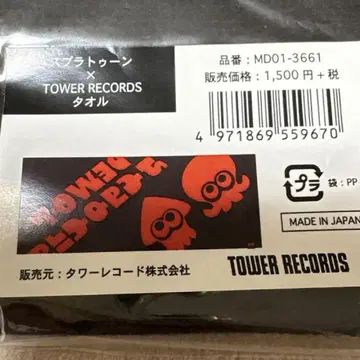 スプラトゥーン
×
TOWER RECORDS
タオル
品番：MD01-3661
販売価格：1,500円+税
4 971869 559670
プラ
袋：PP
MADE IN JAPAN
販売元：タワーレコード株式会社
TOWER RECORDS